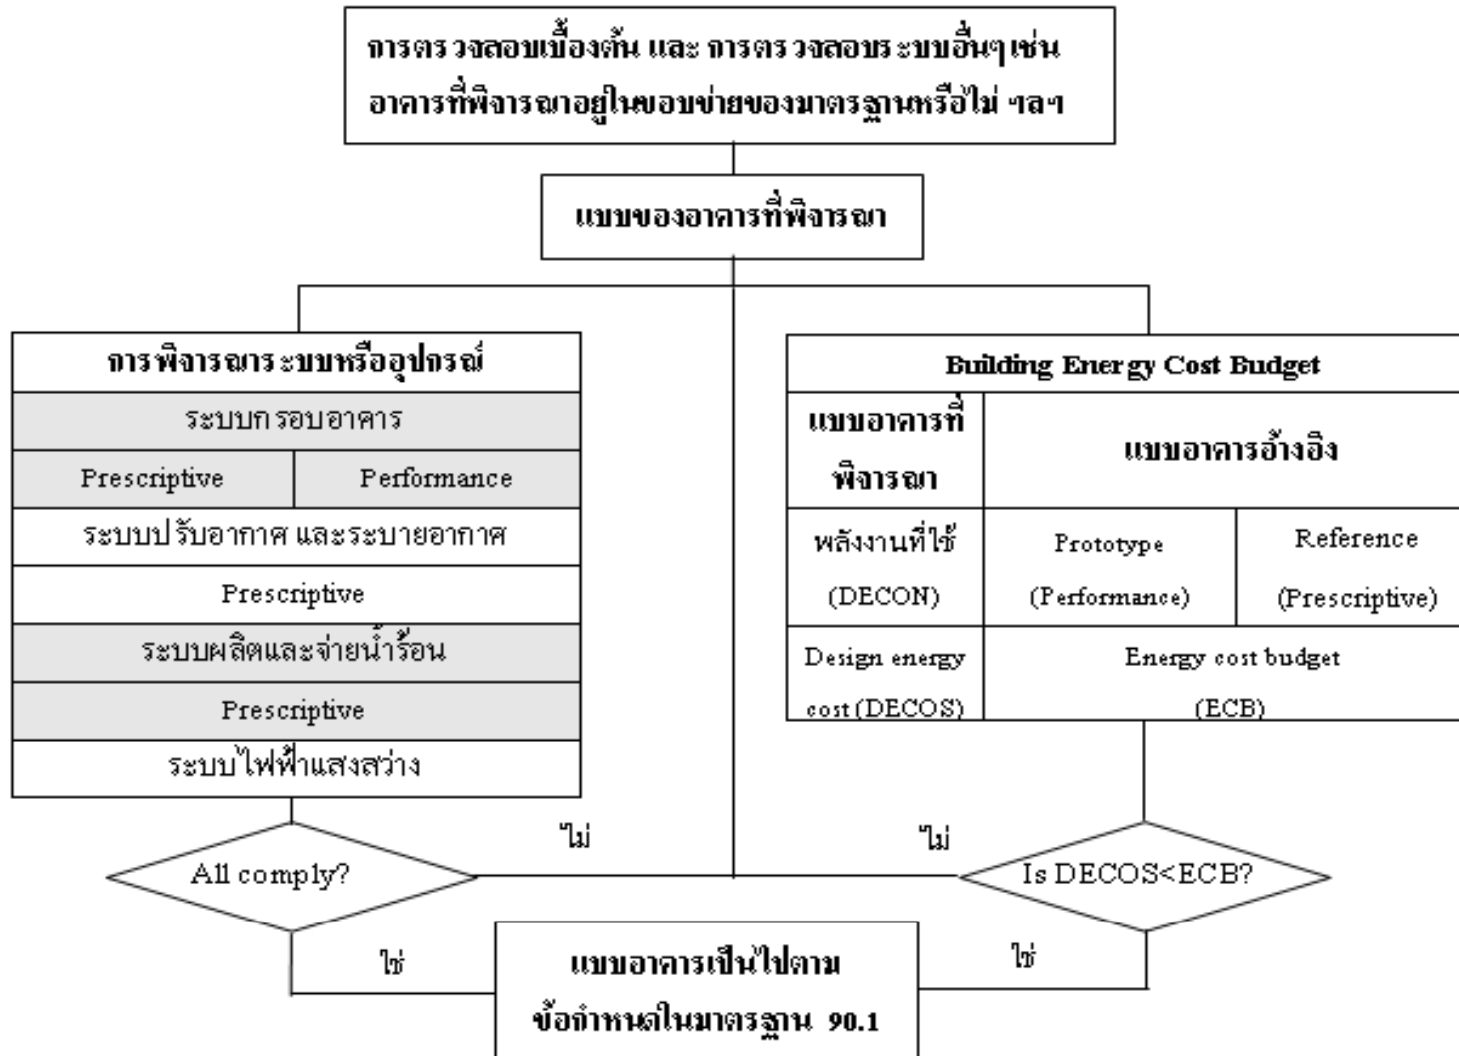 การตรวจสอบเบื้องต้น และ การตรวจสอบระบบอื่นๆ เช่น
อาคารที่พิจารณาอยู่ในขอบข่ายของมาตรฐานหรือไม่ ฯลฯ
แบบของอาคารที่พิจารณา
การพิจารณาระบบหรืออุปกรณ์
ระบบกรอบอาคาร
Prescriptive
Performance
ระบบปรับอากาศ และระบายอากาศ
Prescriptive
ระบบผลิตและจ่ายน้ำร้อน
Prescriptive
ระบบไฟฟ้าแสงสว่าง
Building Energy Cost Budget
แบบอาคารที่
พิจารณา
แบบอาคารอ้างอิง
พลังงานที่ใช้
(DECON)
Prototype
(Performance)
Reference
(Prescriptive)
Design energy
cost (DECOS)
Energy cost budget
(ECB)
All comply?
ไม่
ไม่
Is DECOS<ECB?
ใช่
ใช่
แบบอาคารเป็นไปตาม
ข้อกำหนดในมาตรฐาน 90.1